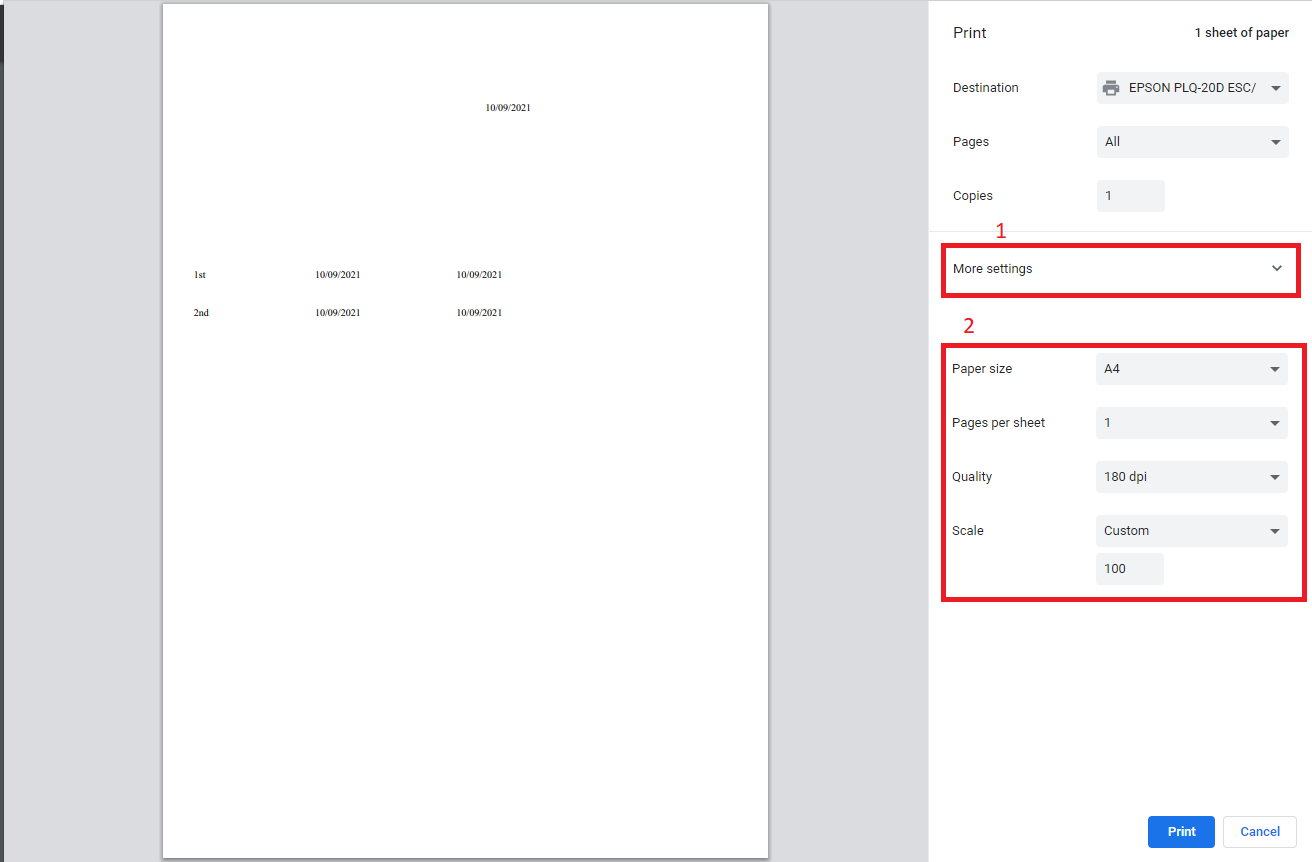 10/09/2021
1st 10/09/2021 10/09/2021
2nd 10/09/2021 10/09/2021
Print 1 sheet of paper
Destination EPSON PLQ-20D ESC/
Pages All
Copies 1
1
More settings
2
Paper size A4
Pages per sheet 1
Quality 180 dpi
Scale Custom
100
Print Cancel